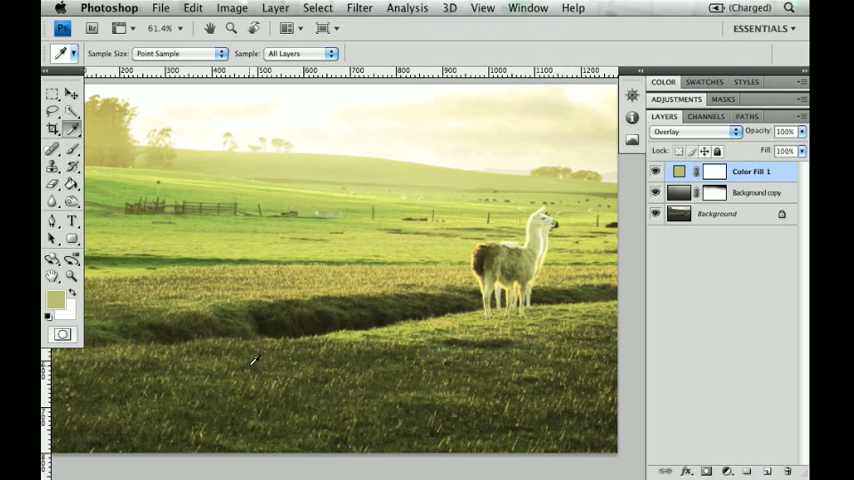 Photoshop File Edit Image Layer Select Filter Analysis 3D View Window Help (Charged)
Ps Br 61.4% ESSENTIALS
Sample Size: Point Sample Sample: All Layers
200 300 400 500 600 700 800 900 1000 1100 1200
COLOR SWATCHES STYLES
ADJUSTMENTS MASKS
LAYERS CHANNELS PATHS
Overlay Opacity: 100%
Lock: Fill: 100%
Color Fill 1
Background copy
Background
T